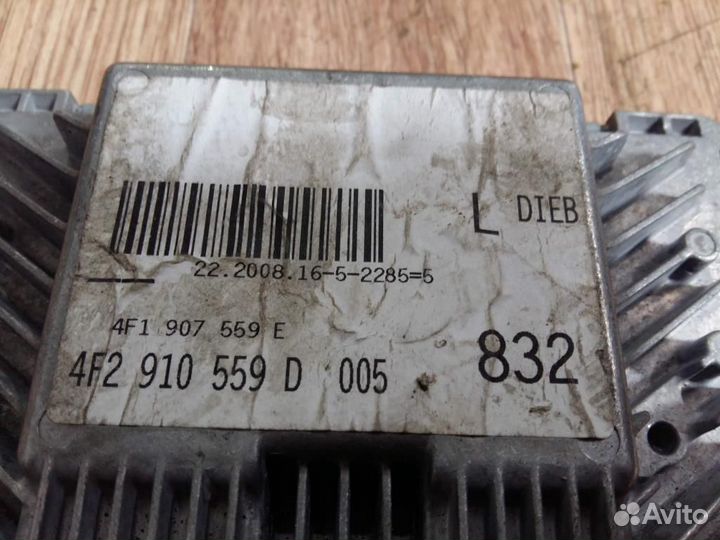 L DIEB
22.2008.16-5-2285=5
4F1 907 559 E
4F2 910 559 D 005 832
Avito